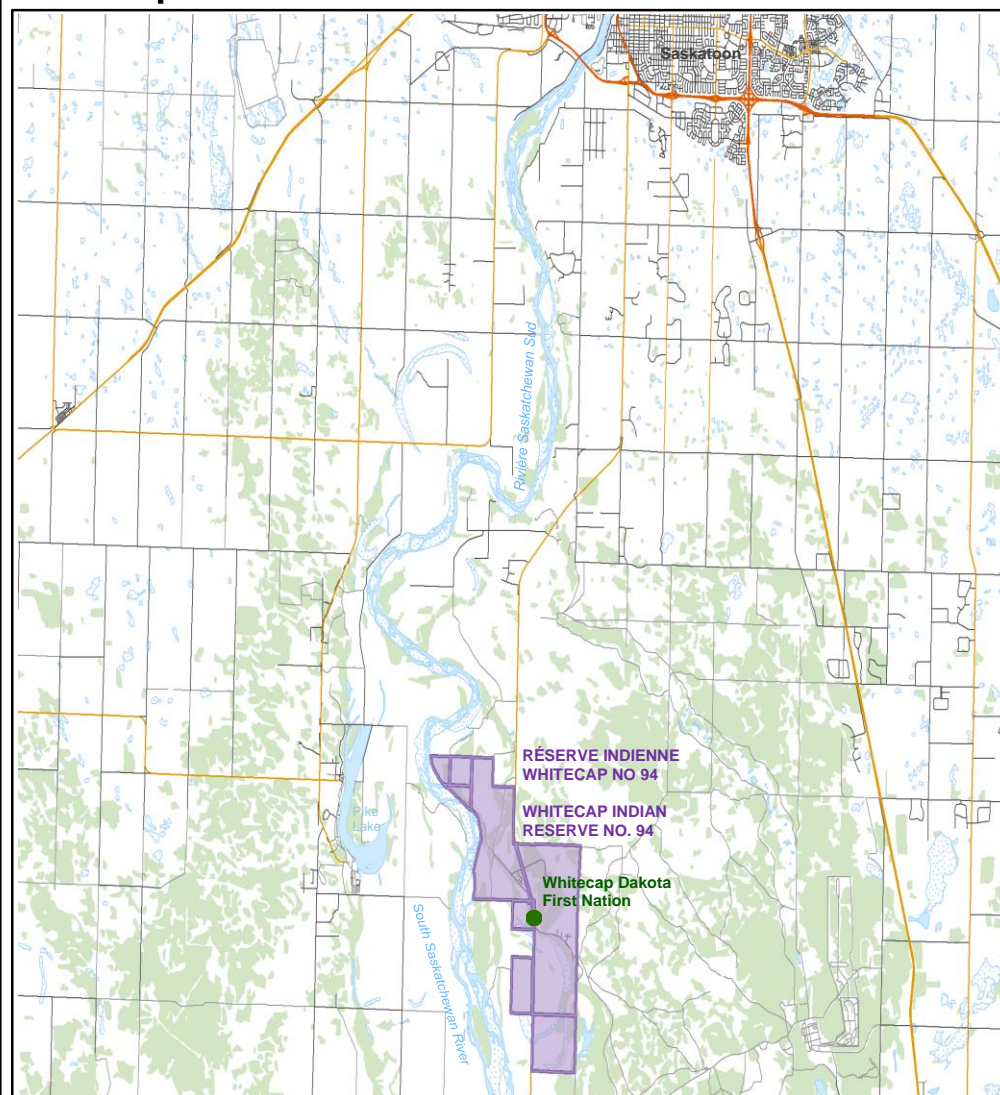 Saskatoon
Rivière Saskatchewan Sud
RÉSERVE INDIENNE
WHITECAP NO 94
WHITECAP INDIAN
RESERVE NO. 94
Pike
Lake
Whitecap Dakota
First Nation
South Saskatchewan River